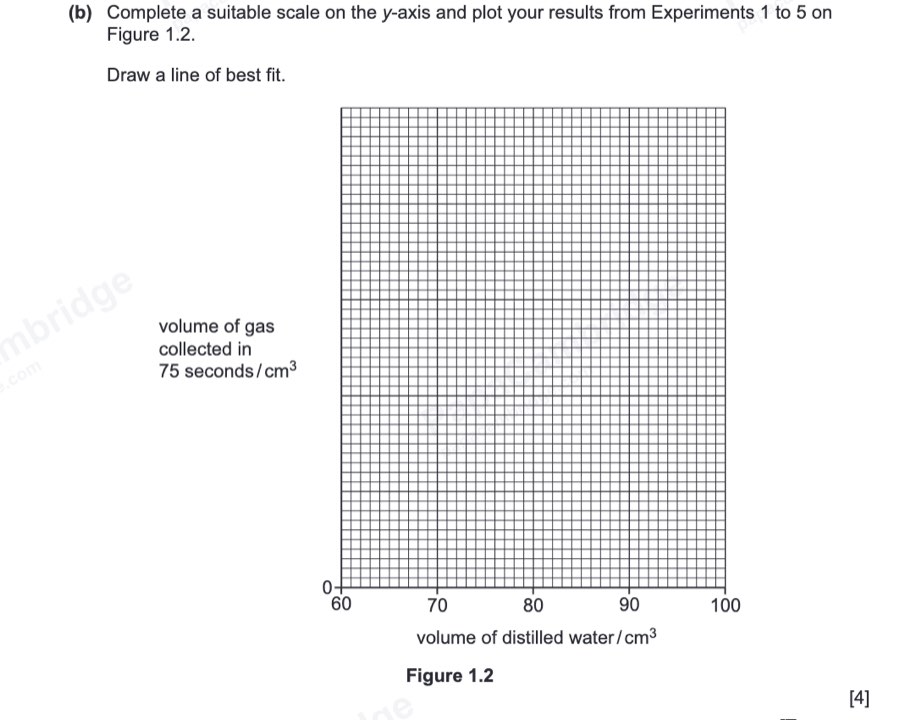 (b) Complete a suitable scale on the y-axis and plot your results from Experiments 1 to 5 on
Figure 1.2.
Draw a line of best fit.
mbridge
.com
volume of gas
collected in
75 seconds/cm³
0
60 70 80 90 100
volume of distilled water/cm³
Figure 1.2
[4]